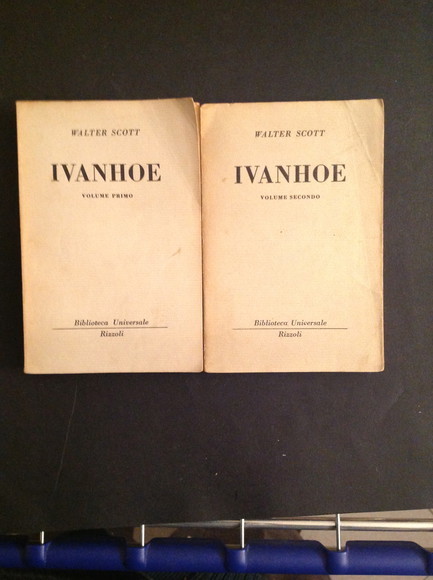 WALTER SCOTT
IVANHOE
VOLUME PRIMO
Biblioteca Universale
Rizzoli
WALTER SCOTT
IVANHOE
VOLUME SECONDO
Biblioteca Universale
Rizzoli